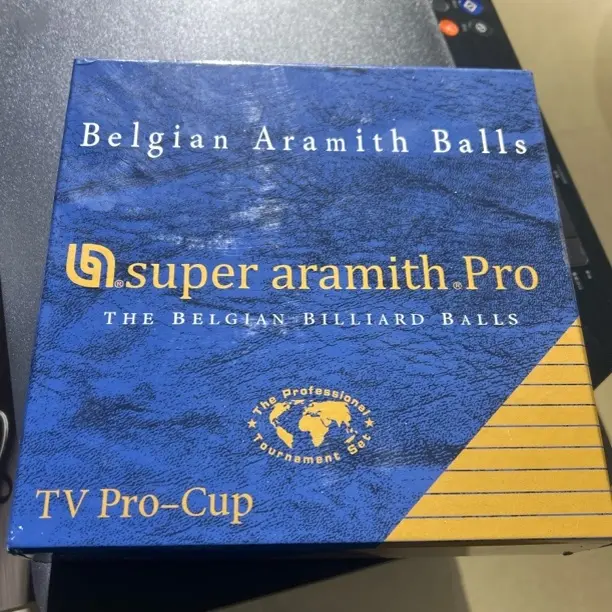 Belgian Aramith Balls
®super aramith®Pro
THE BELGIAN BILLIARD BALLS
The Professional
Tournament Set
TV Pro-Cup